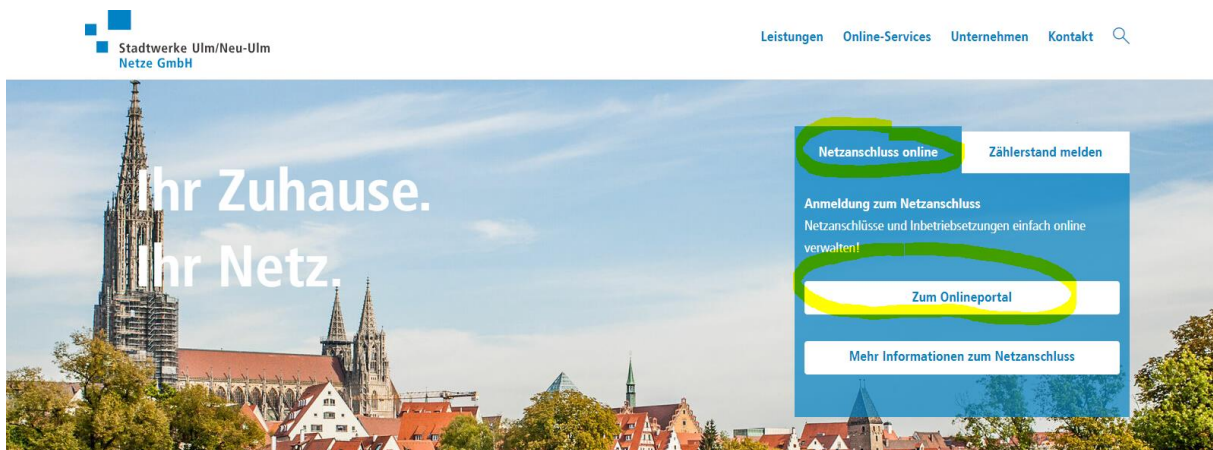 Stadtwerke Ulm/Neu-Ulm
Netze GmbH
Leistungen Online-Services Unternehmen Kontakt
Ihr Zuhause.
Ihr Netz.
Netzanschluss online Zählerstand melden
Anmeldung zum Netzanschluss
Netzanschlüsse und Inbetriebsetzungen einfach online
verwalten!
Zum Onlineportal
Mehr Informationen zum Netzanschluss